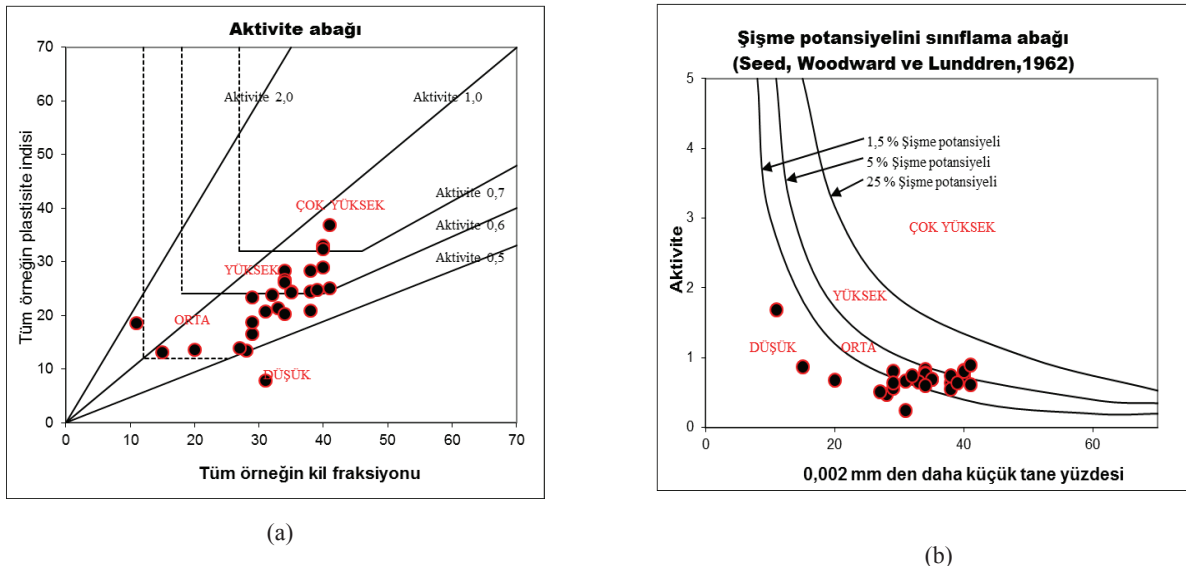 Aktivite abağı
Tüm örneğin plastisite indisi
70
60
50
40
30
20
10
0
Aktivite 2,0
Aktivite 1,0
Aktivite 0,7
Aktivite 0,6
Aktivite 0,5
ÇOK YÜKSEK
YÜKSEK
ORTA
DÜŞÜK
0 10 20 30 40 50 60 70
Tüm örneğin kil fraksiyonu
(a)
Şişme potansiyelini sınıflama abağı
(Seed, Woodward ve Lunddren,1962)
Aktivite
5
4
3
2
1
0
1,5 % Şişme potansiyeli
5 % Şişme potansiyeli
25 % Şişme potansiyeli
ÇOK YÜKSEK
YÜKSEK
DÜŞÜK
ORTA
0 20 40 60
0,002 mm den daha küçük tane yüzdesi
(b)